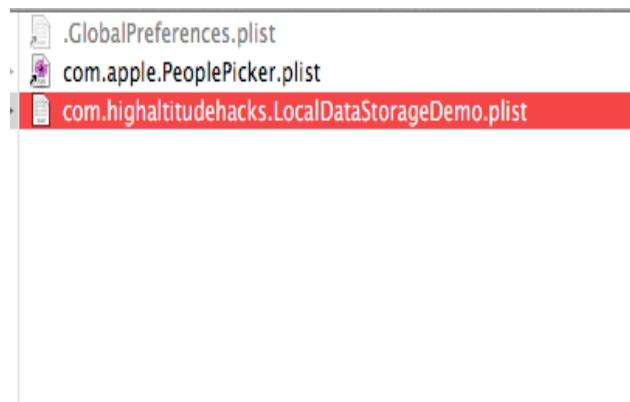 .GlobalPreferences.plist
com.apple.PeoplePicker.plist
com.highaltitudehacks.LocalDataStorageDemo.plist